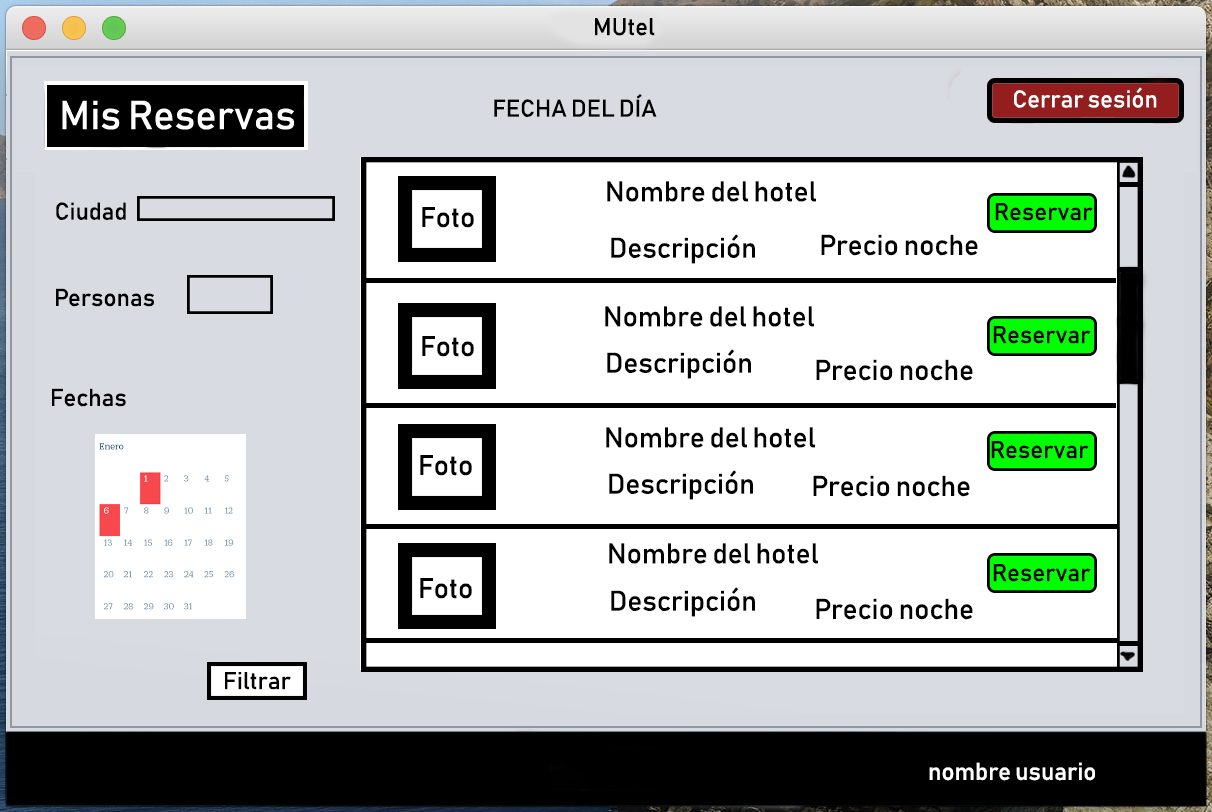 MUtel
Mis Reservas
FECHA DEL DÍA
Cerrar sesión
Ciudad
Personas
Fechas
Enero
1 2 3 4 5
6 7 8 9 10 11 12
13 14 15 16 17 18 19
20 21 22 23 24 25 26
27 28 29 30 31
Filtrar
Foto
Nombre del hotel
Descripción
Precio noche
Reservar
Foto
Nombre del hotel
Descripción
Precio noche
Reservar
Foto
Nombre del hotel
Descripción
Precio noche
Reservar
Foto
Nombre del hotel
Descripción
Precio noche
Reservar
nombre usuario